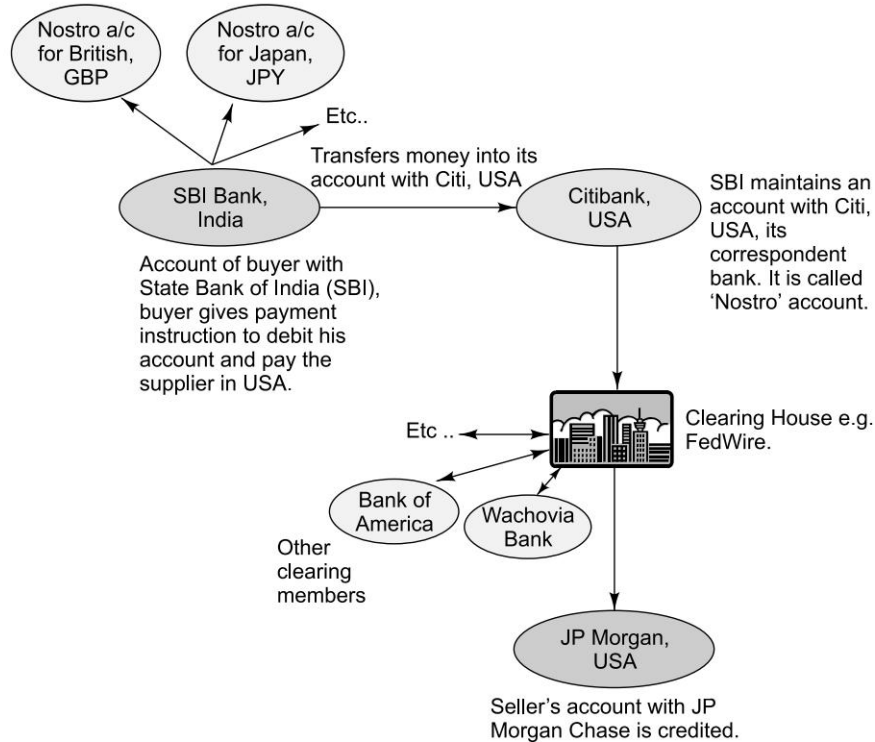 Nostro a/c
for British,
GBP
Nostro a/c
for Japan,
JPY
Etc..
Transfers money into its
account with Citi, USA
SBI Bank,
India
Citibank,
USA
SBI maintains an
account with Citi,
USA, its
correspondent
bank. It is called
‘Nostro’ account.
Account of buyer with
State Bank of India (SBI),
buyer gives payment
instruction to debit his
account and pay the
supplier in USA.
Etc ..
Clearing House e.g.
FedWire.
Bank of
America
Wachovia
Bank
Other
clearing
members
JP Morgan,
USA
Seller’s account with JP
Morgan Chase is credited.